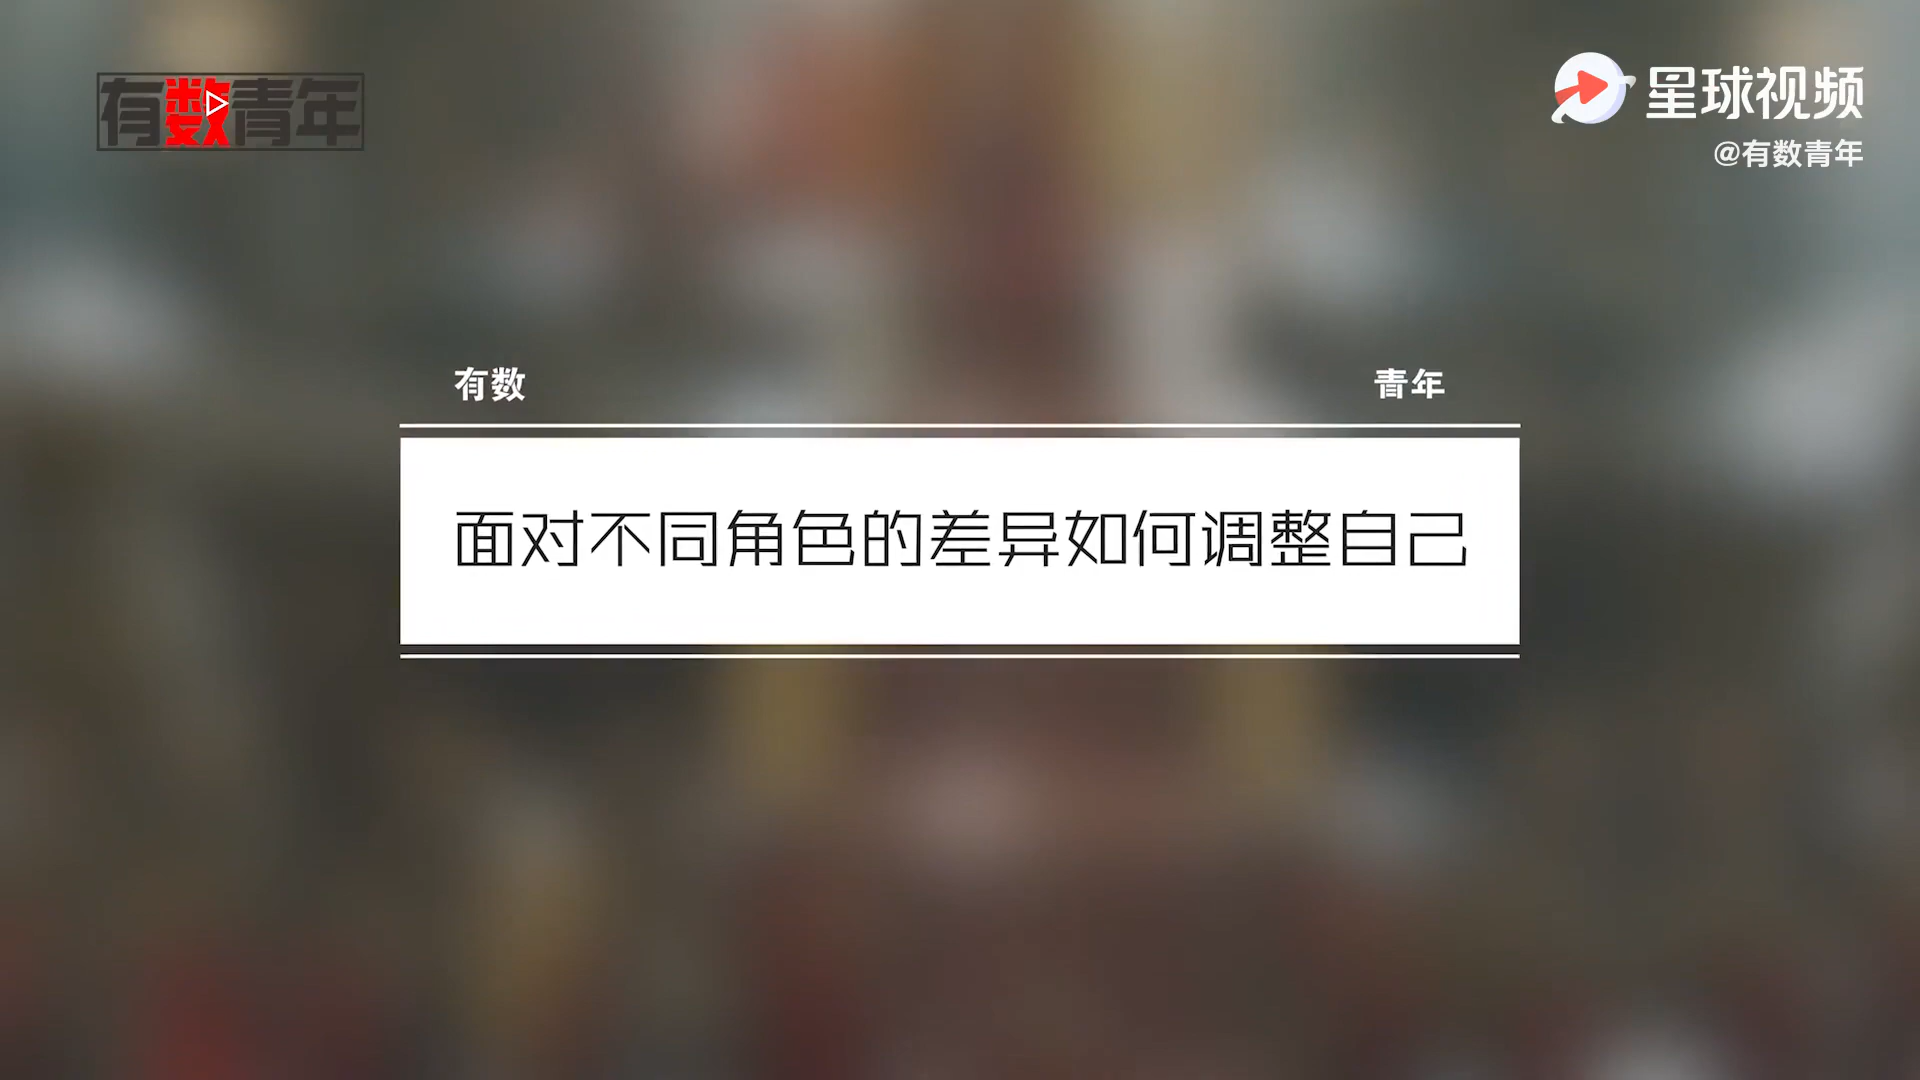 有数青年
星球视频
@有数青年
有数 青年
面对不同角色的差异如何调整自己